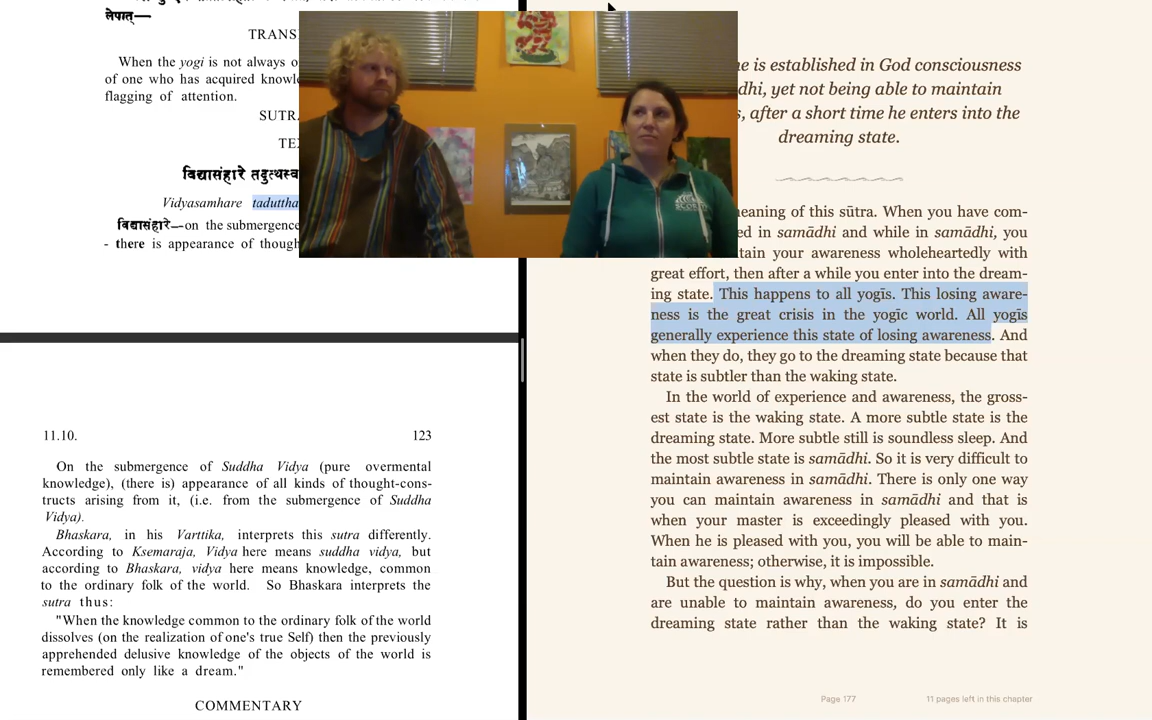 लेपात्—
TRANS
When the yogi is not always o
of one who has acquired knowle
flagging of attention.
SUTR
TE
विद्यासंहारे तदुत्थस्व
Vidyasamhare taduttha
विद्यासंहारे—on the submergence
- there is appearance of though
11.10.
123
On the submergence of Suddha Vidya (pure overmental
knowledge), (there is) appearance of all kinds of thought-cons-
tructs arising from it, (i.e. from the submergence of Suddha
Vidya).
Bhaskara, in his Varttika, interprets this sutra differently.
According to Ksemaraja, Vidya here means suddha vidya, but
according to Bhaskara, vidya here means knowledge, common
to the ordinary folk of the world. So Bhaskara interprets the
sutra thus:
"When the knowledge common to the ordinary folk of the world
dissolves (on the realization of one's true Self) then the previously
apprehended delusive knowledge of the objects of the world is
remembered only like a dream."
COMMENTARY
e is established in God consciousness
dhi, yet not being able to maintain
s, after a short time he enters into the
dreaming state.
eaning of this sūtra. When you have com-
ed in samādhi and while in samādhi, you
tain your awareness wholeheartedly with
great effort, then after a while you enter into the dream-
ing state. This happens to all yogīs. This losing aware-
ness is the great crisis in the yogīc world. All yogīs
generally experience this state of losing awareness. And
when they do, they go to the dreaming state because that
state is subtler than the waking state.
In the world of experience and awareness, the gross-
est state is the waking state. A more subtle state is the
dreaming state. More subtle still is soundless sleep. And
the most subtle state is samādhi. So it is very difficult to
maintain awareness in samādhi. There is only one way
you can maintain awareness in samādhi and that is
when your master is exceedingly pleased with you.
When he is pleased with you, you will be able to main-
tain awareness; otherwise, it is impossible.
But the question is why, when you are in samādhi and
are unable to maintain awareness, do you enter the
dreaming state rather than the waking state? It is
Page 177
11 pages left in this chapter